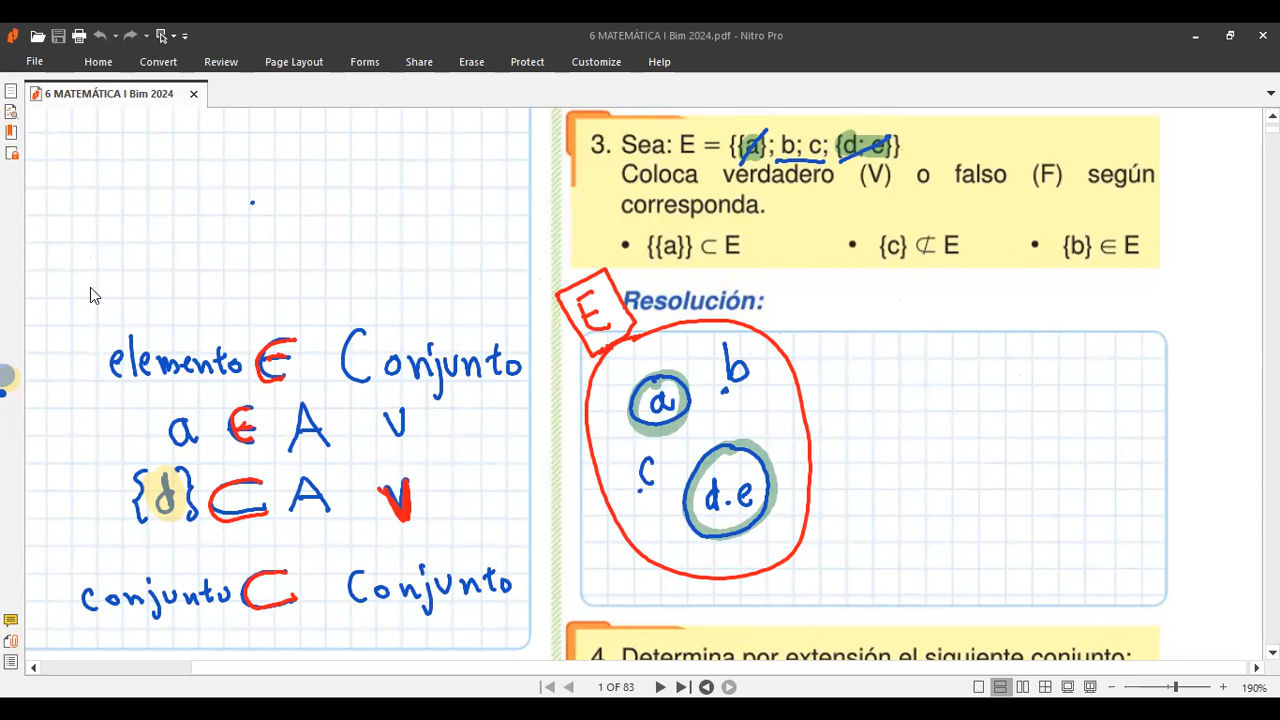 6 MATEMÁTICA I Bim 2024.pdf - Nitro Pro
File Home Convert Review Page Layout Forms Share Erase Protect Customize Help
6 MATEMÁTICA I Bim 2024
3. Sea: E = {{a}; b; c; {d; e}}
Coloca verdadero (V) o falso (F) según
corresponda.
• {{a}} ⊂ E • {c} ⊄ E • {b} ∈ E
Resolución:
E
b
a
c
d . e
elemento ∈ Conjunto
a ∈ A V
{d} ⊂ A V
conjunto ⊂ Conjunto
4. Determina por extensión el siguiente conjunto:
1 OF 83
190%